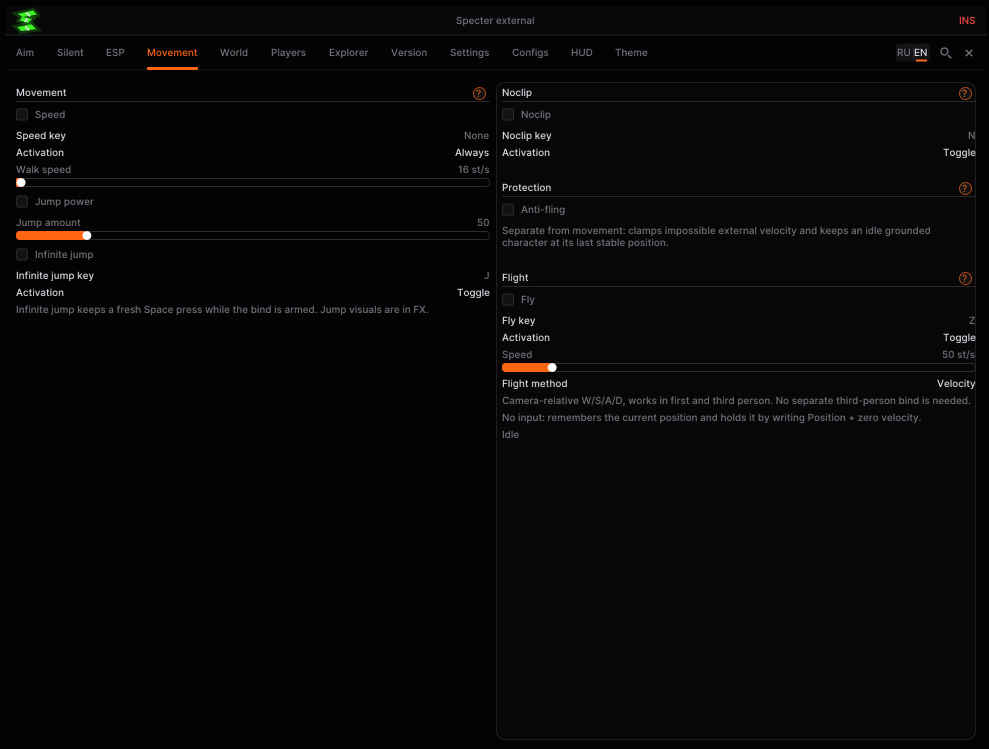 Specter external
INS
Aim Silent ESP Movement World Players Explorer Version Settings Configs HUD Theme RU EN
Movement
Speed
Speed key None
Activation Always
Walk speed 16 st/s
Jump power
Jump amount 50
Infinite jump
Infinite jump key J
Activation Toggle
Infinite jump keeps a fresh Space press while the bind is armed. Jump visuals are in FX.
Noclip
Noclip
Noclip key N
Activation Toggle
Protection
Anti-fling
Separate from movement: clamps impossible external velocity and keeps an idle grounded
character at its last stable position.
Flight
Fly
Fly key Z
Activation Toggle
Speed 50 st/s
Flight method Velocity
Camera-relative W/S/A/D, works in first and third person. No separate third-person bind is needed.
No input: remembers the current position and holds it by writing Position + zero velocity.
Idle